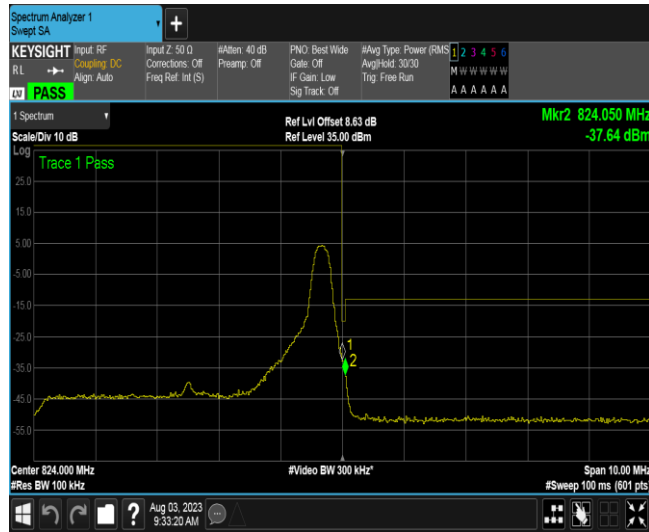 Spectrum Analyzer 1
Swept SA
+
KEYSIGHT Input: RF Input Z: 50 Ω #Atten: 40 dB PNO: Best Wide #Avg Type: Power (RMS 1 2 3 4 5 6
RL Coupling: DC Corrections: Off Preamp: Off Gate: Off Avg|Hold: 30/30 M W W W W W
Align: Auto Freq Ref: Int (S) IF Gain: Low Trig: Free Run
LXI PASS Sig Track: Off A A A A A A
1 Spectrum Ref Lvl Offset 8.63 dB Mkr2 824.050 MHz
Scale/Div 10 dB Ref Level 35.00 dBm -37.64 dBm
Log
Trace 1 Pass
25.0
15.0
5.00
-5.00
-15.0
-25.0
1
2
-35.0
-45.0
-55.0
Center 824.000 MHz #Video BW 300 kHz* Span 10.00 MHz
#Res BW 100 kHz #Sweep 100 ms (601 pts)
? Aug 03, 2023
9:33:20 AM